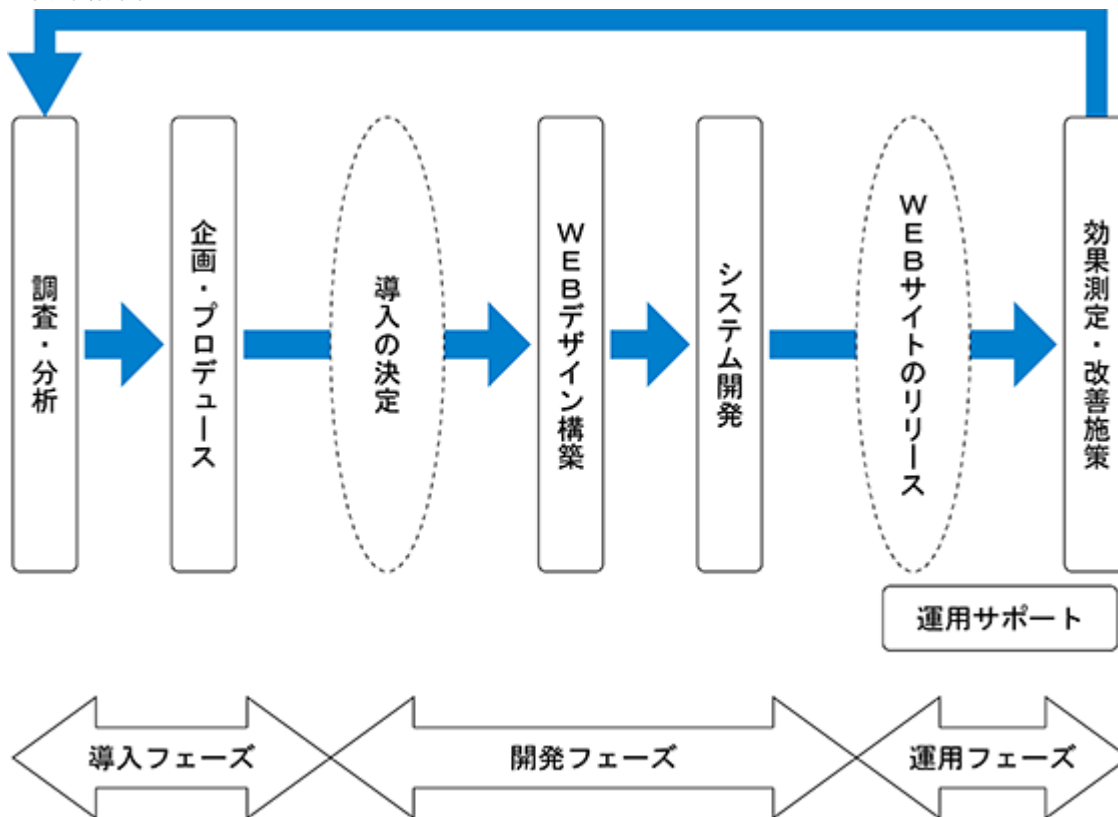 調査・分析
企画・プロデュース
導入の決定
WEBデザイン構築
システム開発
WEBサイトのリリース
効果測定・改善施策
運用サポート
導入フェーズ
開発フェーズ
運用フェーズ